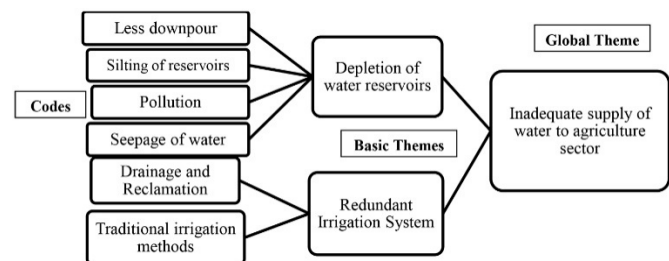 Less downpour
Silting of reservoirs
Codes
Pollution
Seepage of water
Drainage and
Reclamation
Traditional irrigation
methods
Depletion of
water reservoirs
Basic Themes
Redundant
Irrigation System
Global Theme
Inadequate supply of
water to agriculture
sector